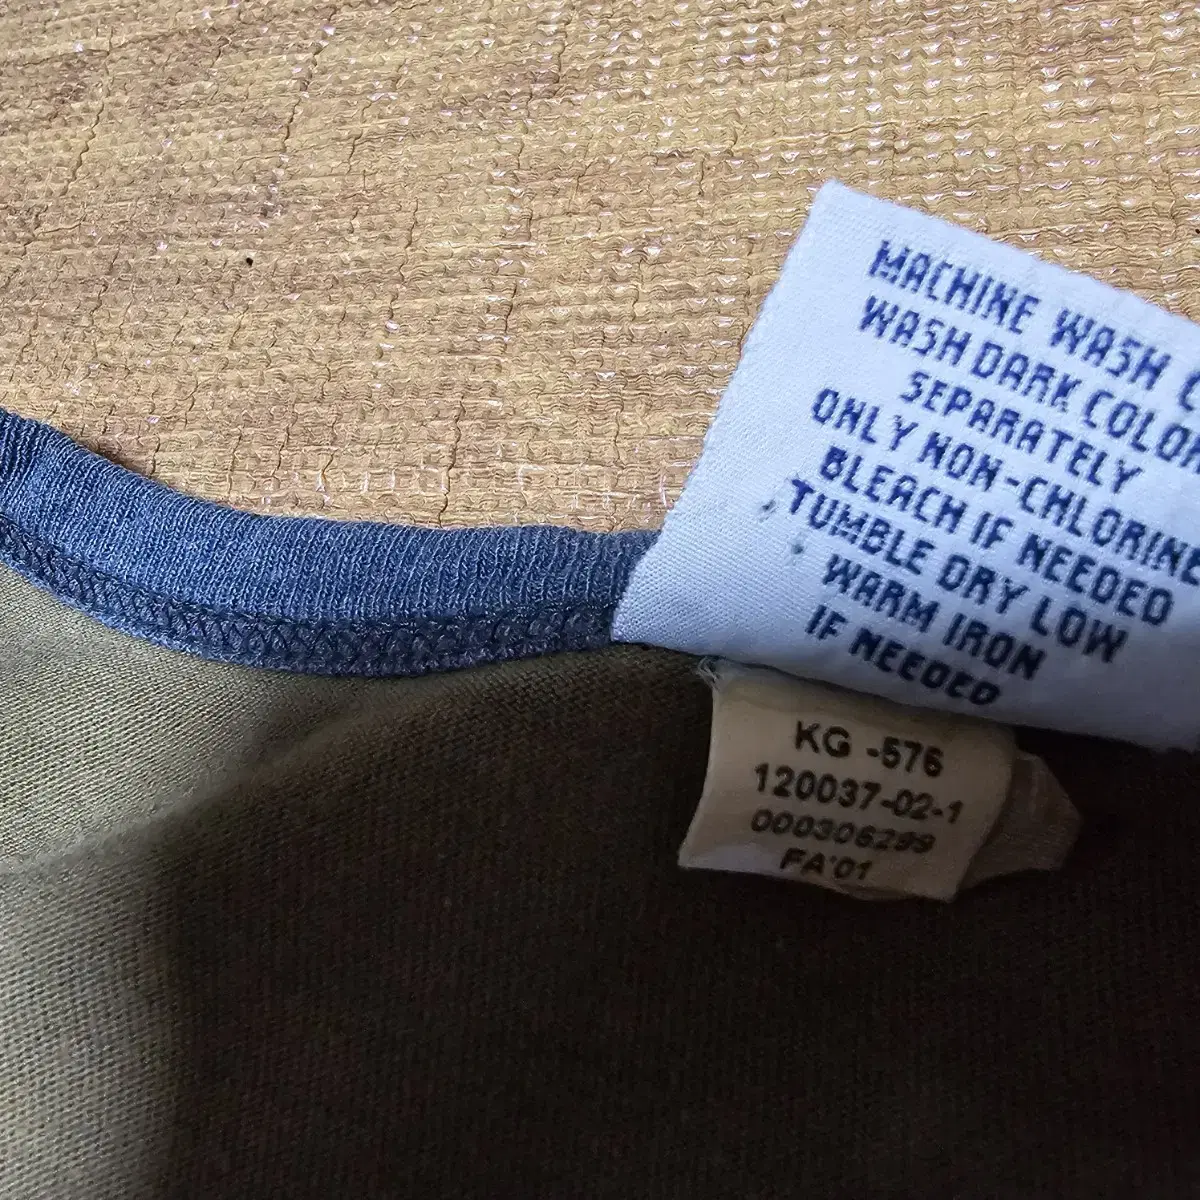 MACHINE WASH C
WASH DARK COLOR
SEPARATELY
ONLY NON-CHLORINE
BLEACH IF NEEDED
TUMBLE DRY LOW
WARM IRON
IF NEEDED
KG -576
120037-02-1
000306299
FA'01